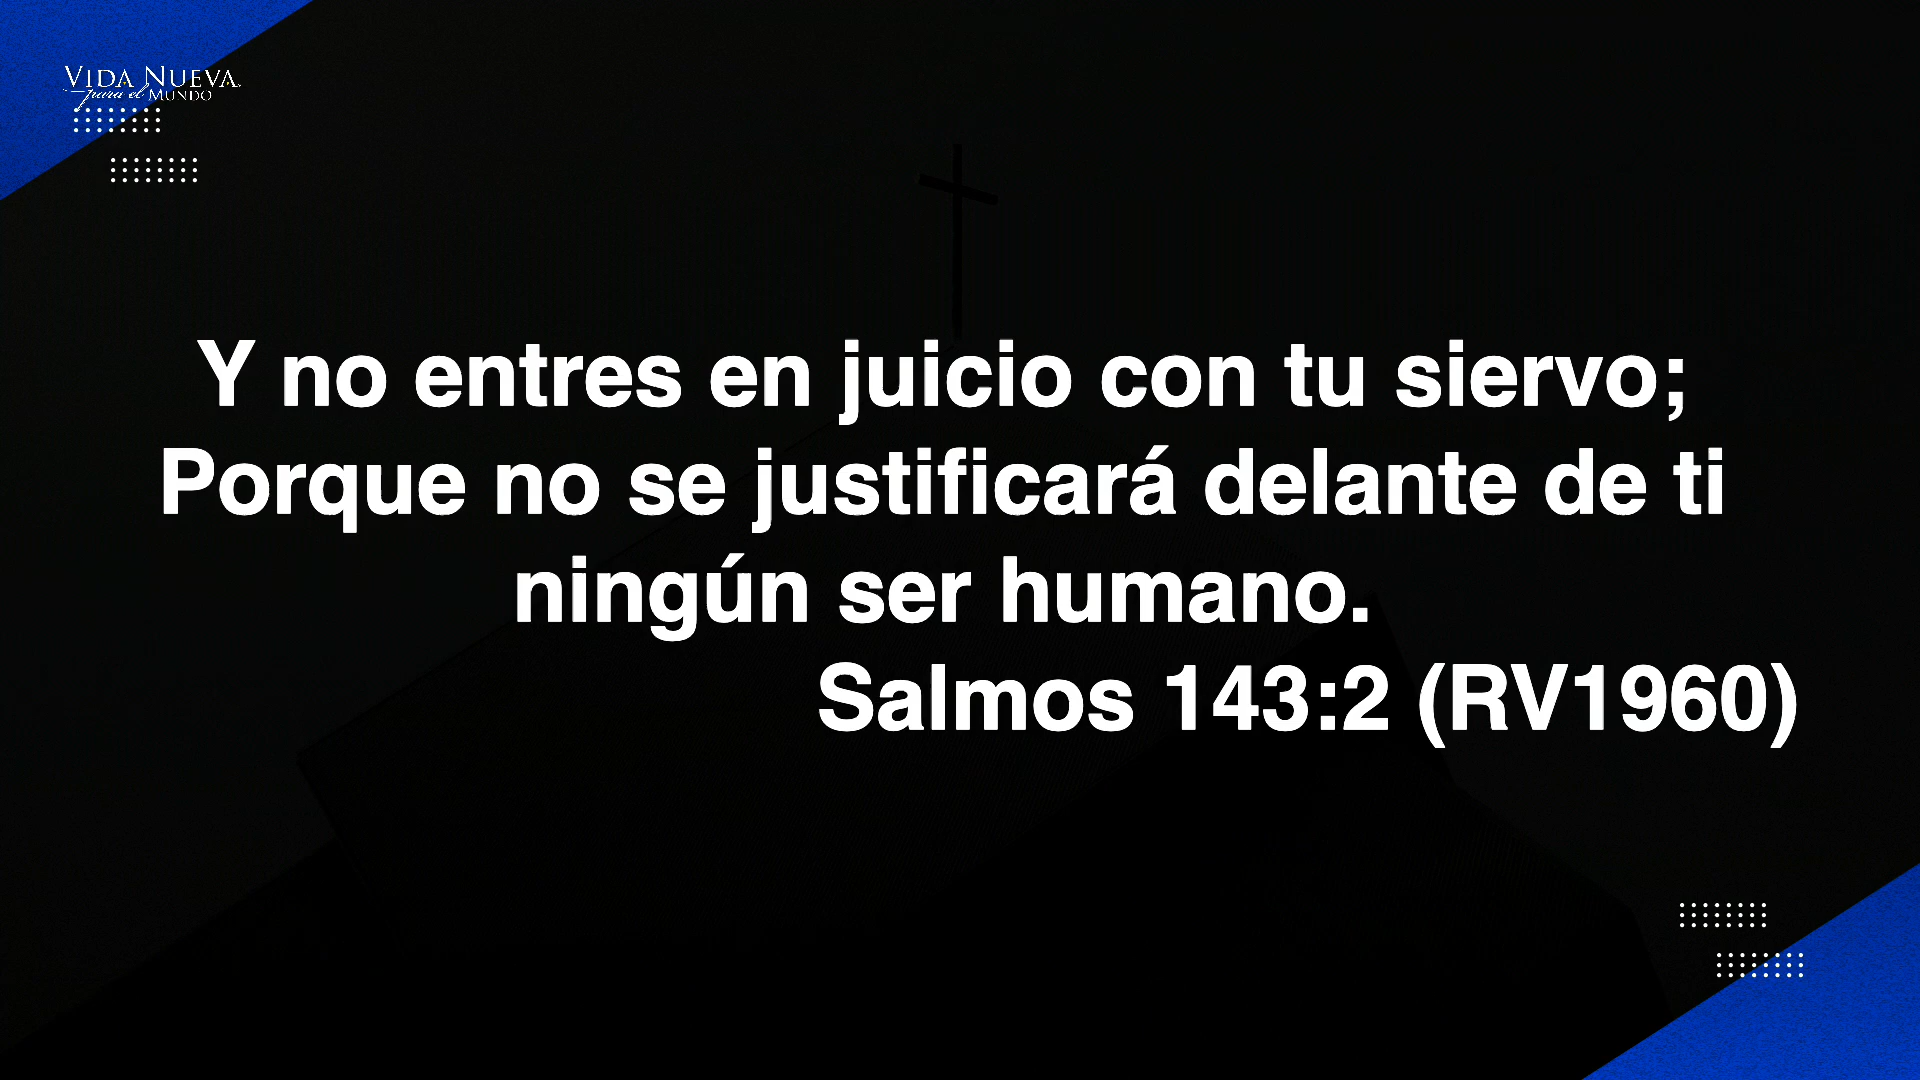 VIDA NUEVA
para el MUNDO
Y no entres en juicio con tu siervo;
Porque no se justificará delante de ti
ningún ser humano.
Salmos 143:2 (RV1960)